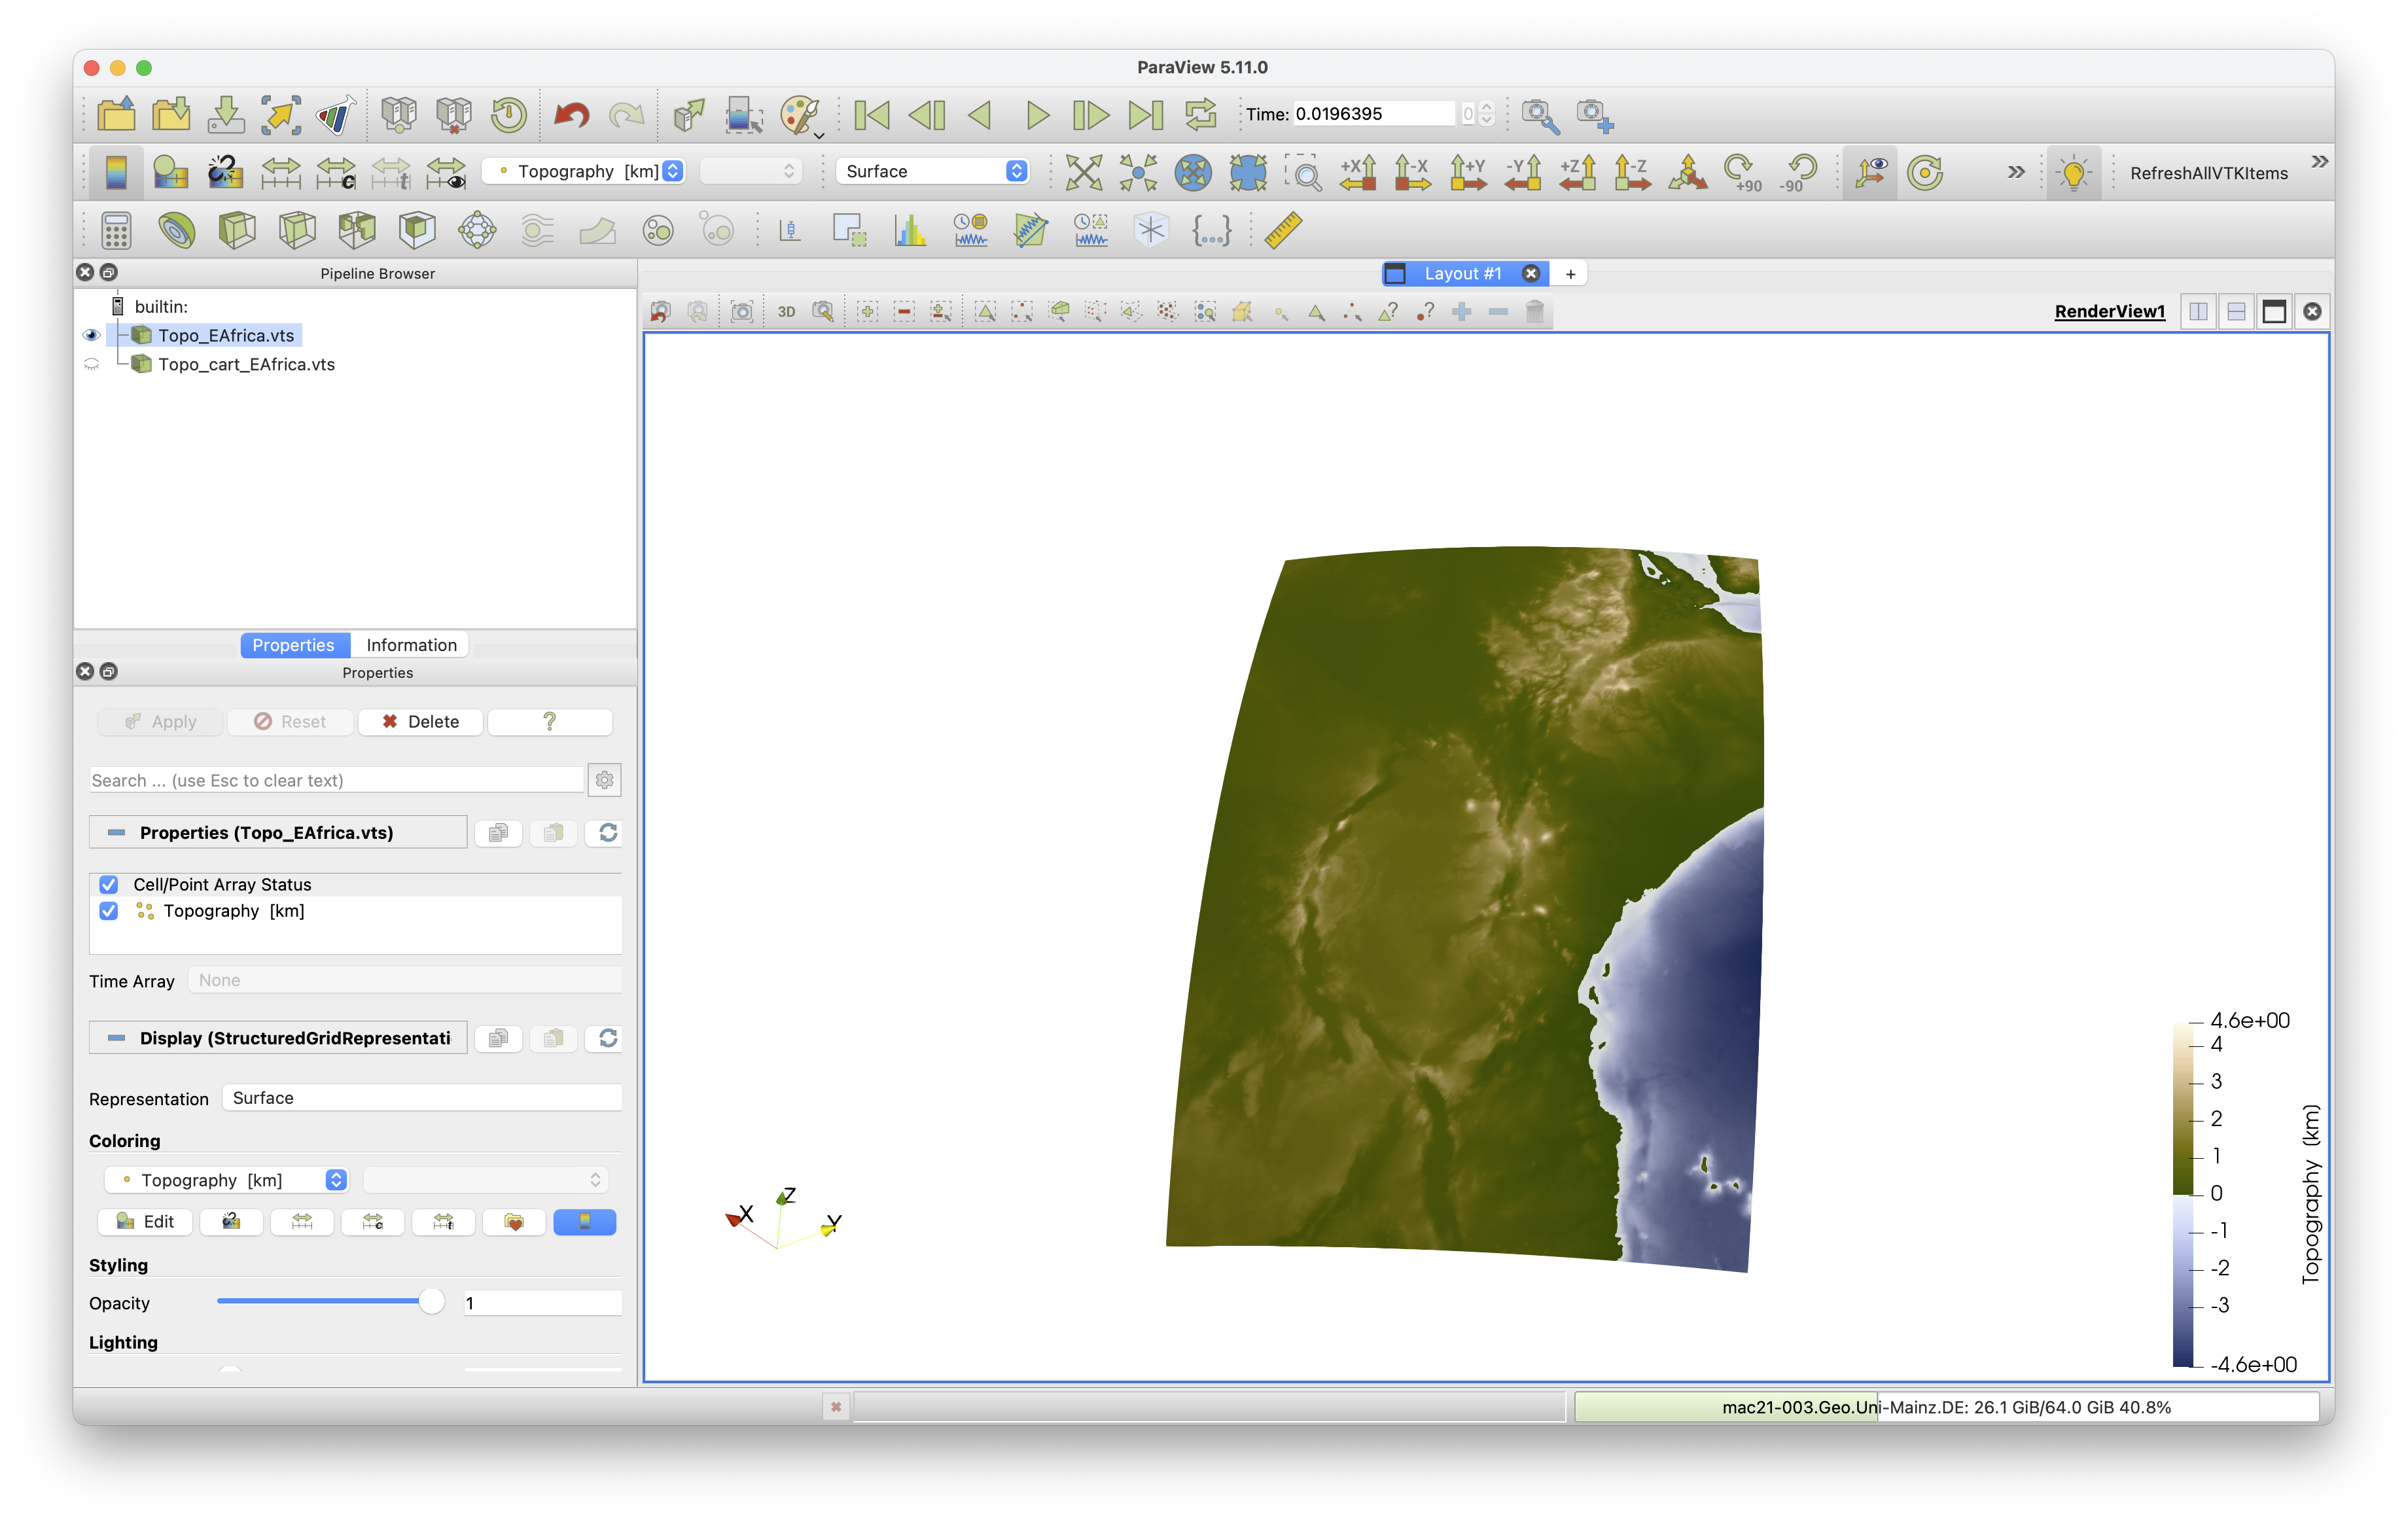 ParaView 5.11.0
Time: 0.0196395 0
c t Topography [km] Surface +X -X +Y -Y +Z -Z +90 -90 » RefreshAllVTKItems »
{...}
Pipeline Browser
Layout #1 +
builtin:
3D ? ? RenderView1
Topo_EAfrica.vts
Topo_cart_EAfrica.vts
Properties Information
Properties
Apply Reset Delete ?
Search ... (use Esc to clear text)
Properties (Topo_EAfrica.vts)
Cell/Point Array Status
Topography [km]
Time Array None
Display (StructuredGridRepresentati
Representation Surface
Coloring
Topography [km]
Edit c t
Styling
Opacity 1
Lighting
X Z Y
4.6e+00
4
3
2
1
0
-1
-2
-3
-4.6e+00
Topography (km)
mac21-003.Geo.Uni-Mainz.DE: 26.1 GiB/64.0 GiB 40.8%